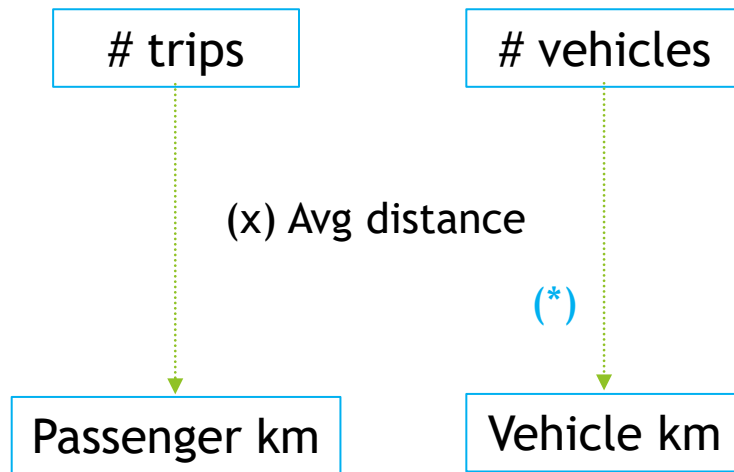 # trips
# vehicles
(x) Avg distance
(*)
Passenger km
Vehicle km